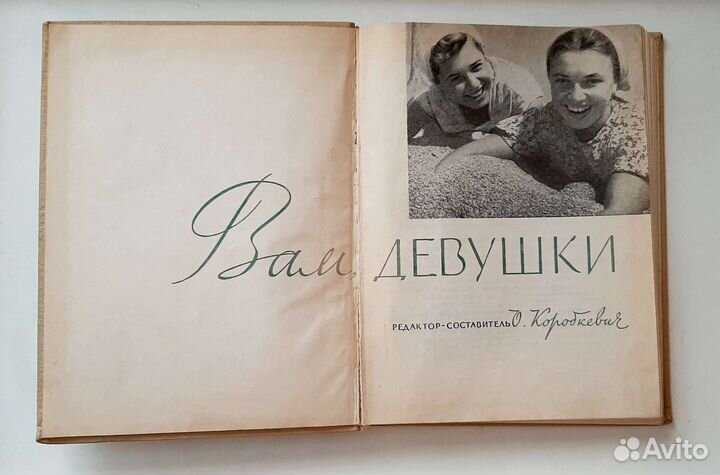 Вам, ДЕВУШКИ
РЕДАКТОР-СОСТАВИТЕЛЬ О. Коробкевич
Avito